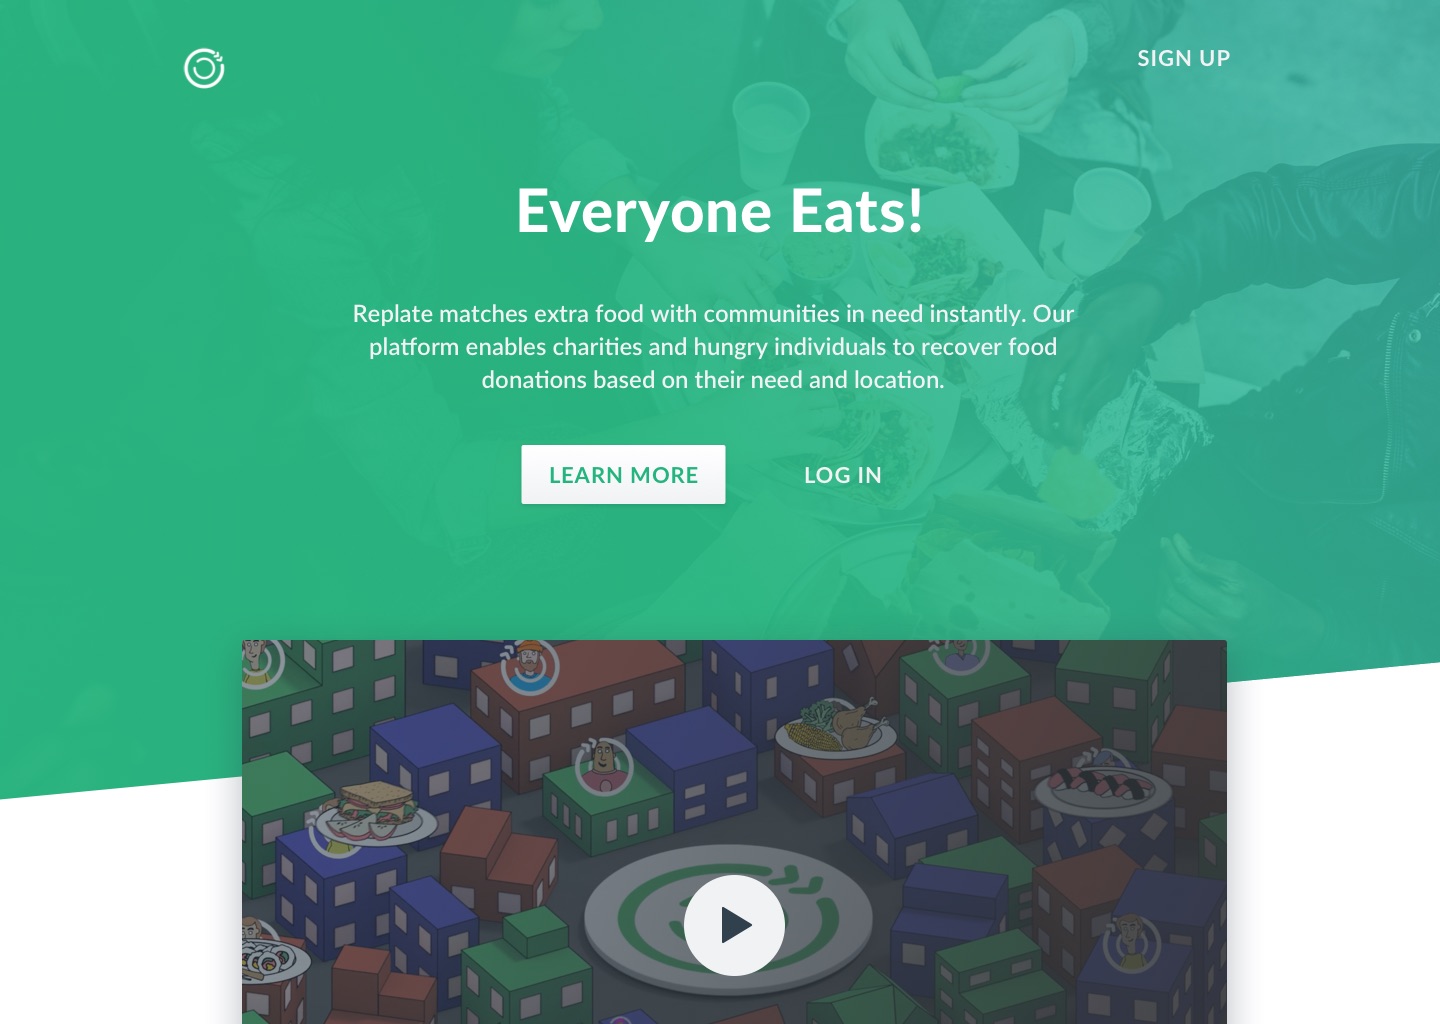 SIGN UP
Everyone Eats!
Replate matches extra food with communities in need instantly. Our
platform enables charities and hungry individuals to recover food
donations based on their need and location.
LEARN MORE
LOG IN